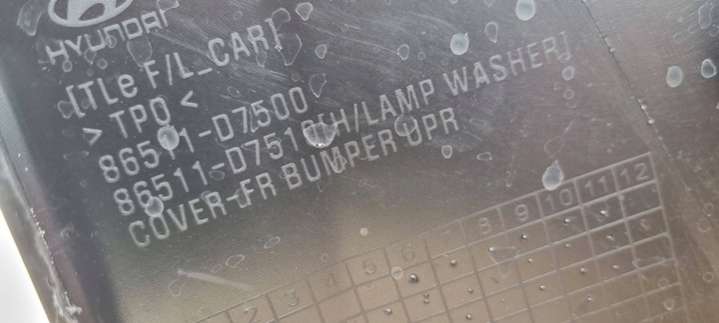 HYUNDAI
[TLe F/L_CAR]
> TPO <
86511-D7500
86511-D7510(H/LAMP WASHER]
COVER-FR BUMPER UPR
2 3 4 5 6 8 9 10 11 12